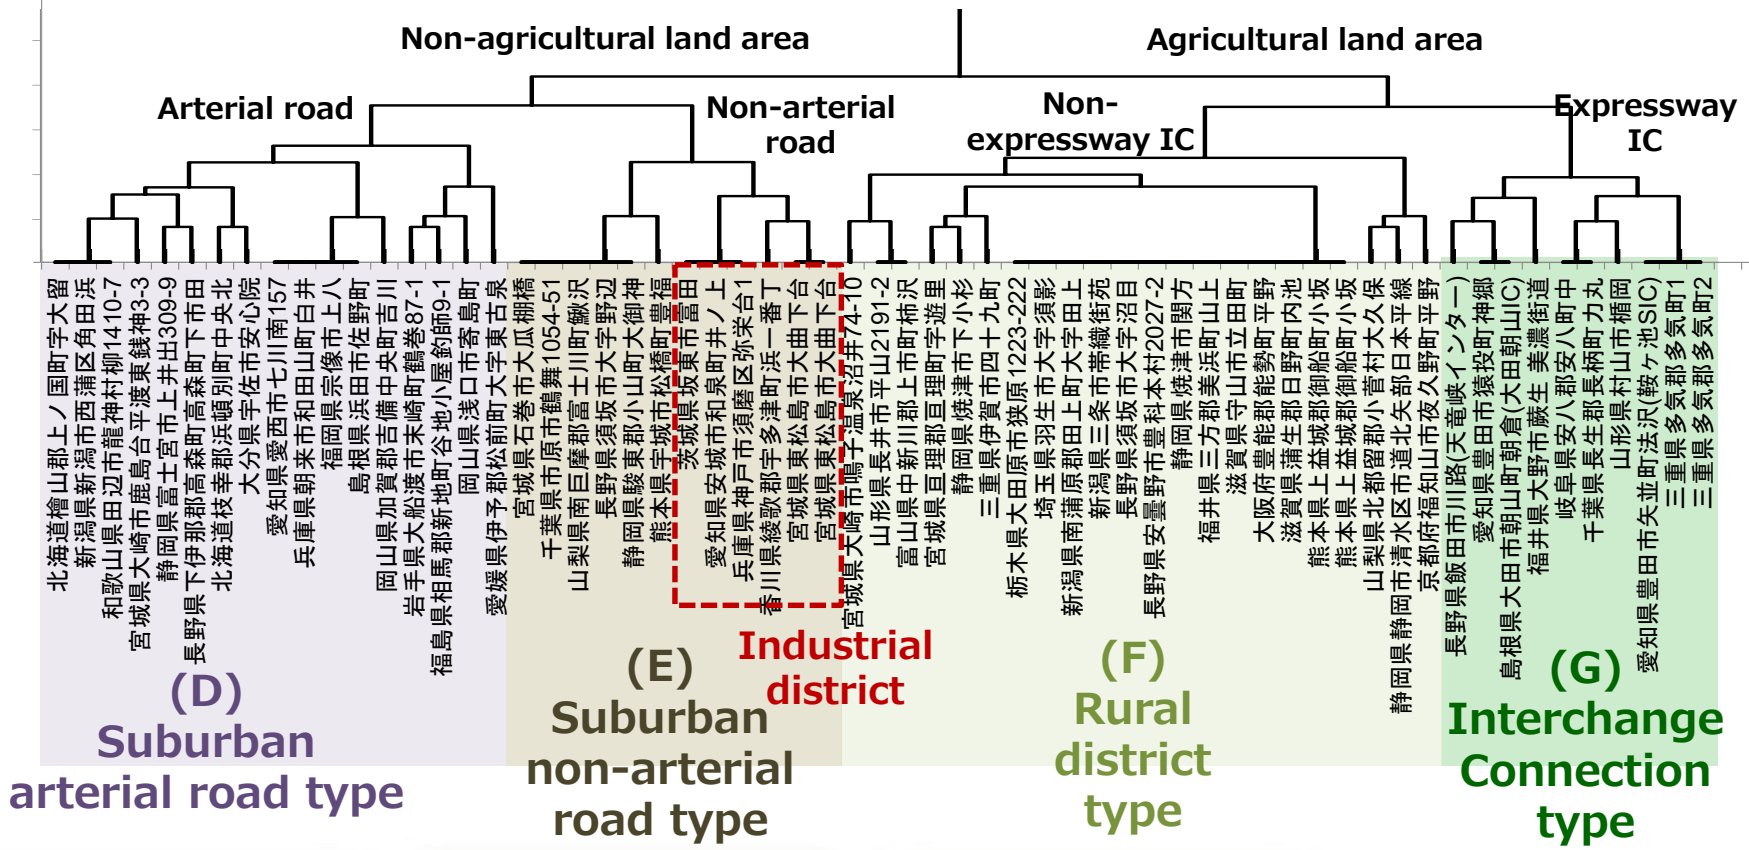 Non-agricultural land area
Agricultural land area
Arterial road
Non-arterial
road
Non-
expressway IC
Expressway
IC
北海道檜山郡上ノ国町字大留
新潟県新潟市西蒲区角田浜
和歌山県田辺市龍神村柳1410-7
宮城県大崎市鹿島台平渡東銭神3-3
静岡県富士宮市上井出309-9
長野県下伊那郡高森町下市田
北海道枝幸郡浜頓別町中央北
大分県宇佐市安心院
愛知県愛西市七川南157
兵庫県朝来市和田山町白井
福岡県宗像市上八
島根県浜田市佐野町
岡山県加賀郡吉備中央町吉川
岩手県大船渡市末崎町鶴巻87-1
福島県相馬郡新地町谷地小屋釣師9-1
岡山県浅口市寄島町
愛媛県伊予郡松前町大字東古泉
宮城県石巻市大瓜棚橋
千葉県市原市鶴舞1054-51
山梨県南巨摩郡富士川町鰍沢
長野県須坂市大字野辺
静岡県駿東郡小山町大御神
熊本県宇城市松橋町豊福
茨城県坂東市富田
愛知県安城市和泉町井ノ上
兵庫県神戸市須磨区弥栄台1
香川県綾歌郡宇多津町浜一番丁
宮城県東松島市大曲下台
宮城県東松島市大曲下台
宮城県大崎市鳴子温泉沼井74-10
山形県長井市平山2191-2
富山県中新川郡上市町柿沢
宮城県亘理郡亘理町字遊里
静岡県焼津市下小杉
三重県伊賀市四十九町
栃木県大田原市狭原1223-222
埼玉県羽生市大字須影
新潟県南蒲原郡田上町大字田上
新潟県三条市帯織街苑
長野県須坂市大字沼目
長野県安曇野市豊科本村2027-2
静岡県焼津市関方
福井県三方郡美浜町山上
滋賀県守山市立田町
大阪府豊能郡能勢町平野
滋賀県蒲生郡日野町内池
熊本県上益城郡御船町小坂
熊本県上益城郡御船町小坂
山梨県北都留郡小菅村大久保
静岡県静岡市清水区市道北矢部日本平線
京都府福知山市夜久野町平野
長野県飯田市川路(天竜峡インター)
愛知県豊田市猿投町神郷
島根県大田市朝山町朝倉(大田朝山IC)
福井県大野市蕨生 美濃街道
岐阜県安八郡安八町中
千葉県長生郡長柄町力丸
山形県村山市楯岡
愛知県豊田市矢並町法沢(鞍ヶ池SIC)
三重県多気郡多気町1
三重県多気郡多気町2
Industrial
district
(D)
Suburban
arterial road type
(E)
Suburban
non-arterial
road type
(F)
Rural
district
type
(G)
Interchange
Connection
type